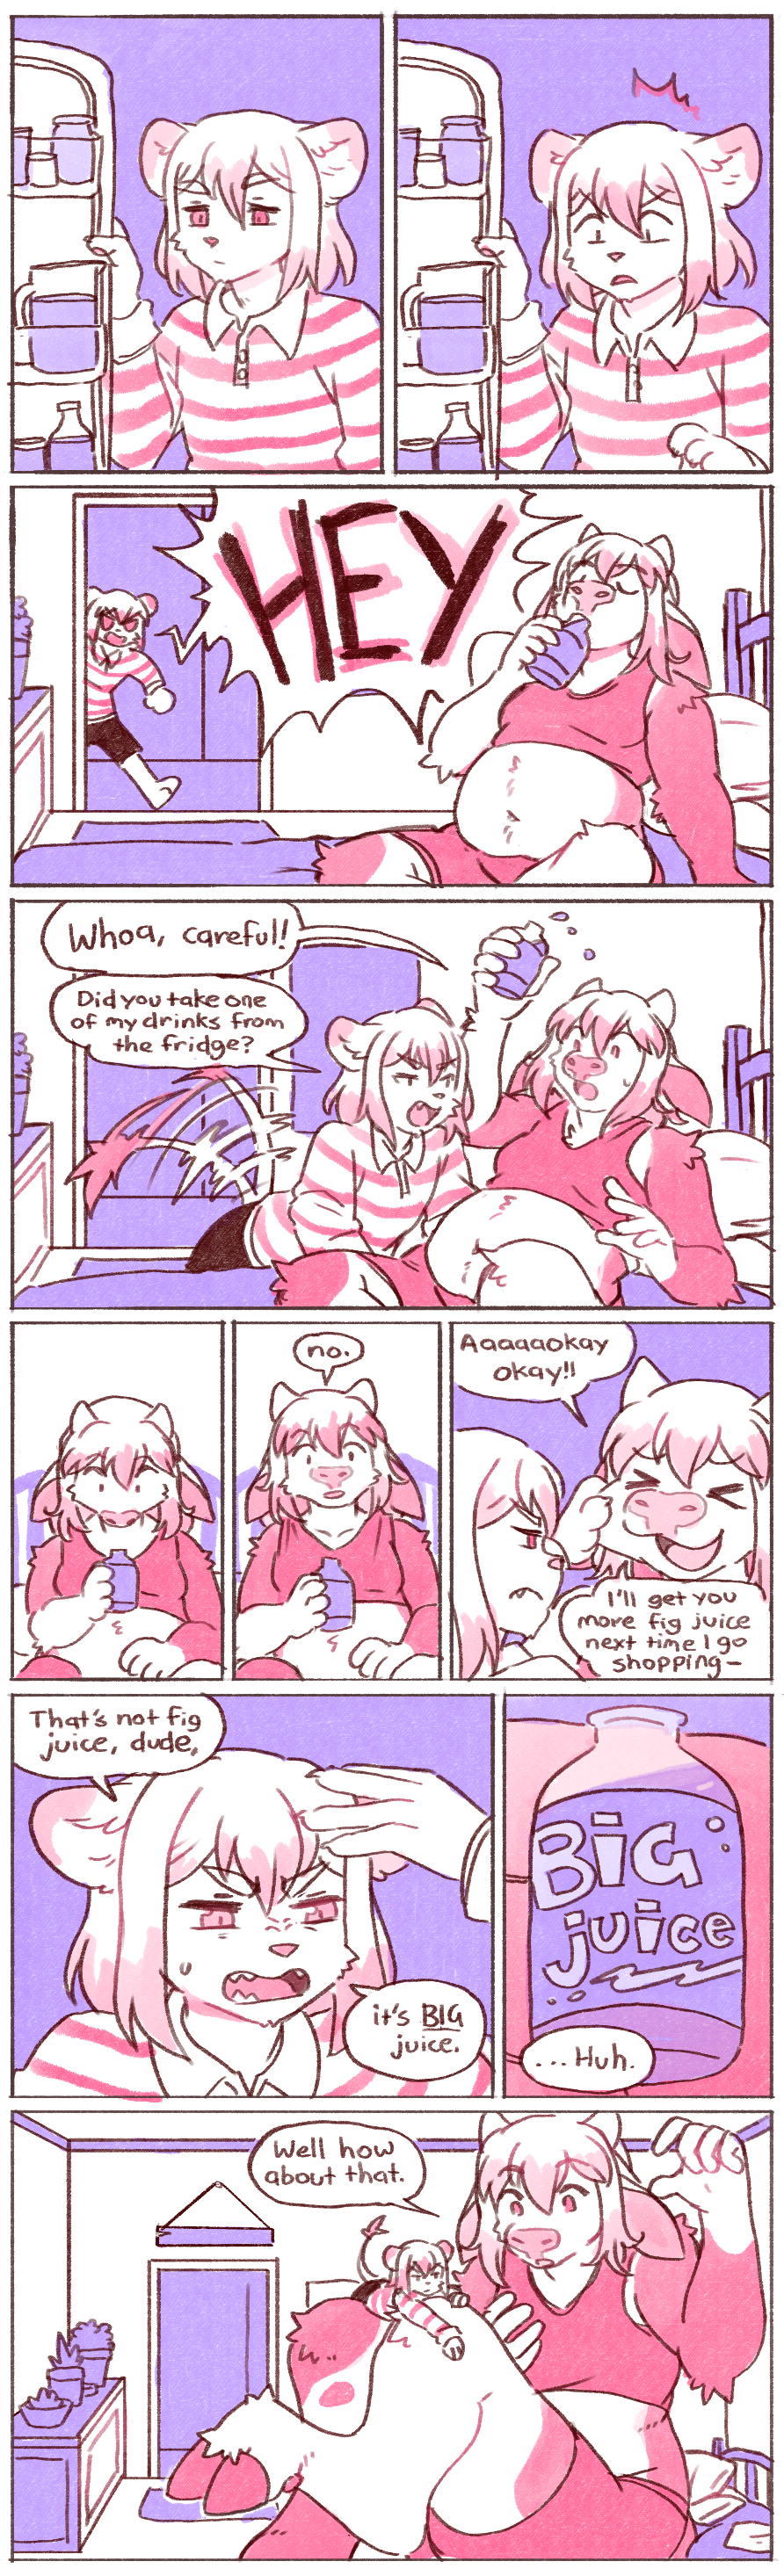 HEY
Whoa, careful!
Did you take one
of my drinks from
the fridge?
no.
Aaaaaokay
okay!!
I'll get you
more fig juice
next time I go
shopping-
That's not fig
juice, dude,
it's BIG
juice.
BiG
juice
...Huh.
Well how
about that.